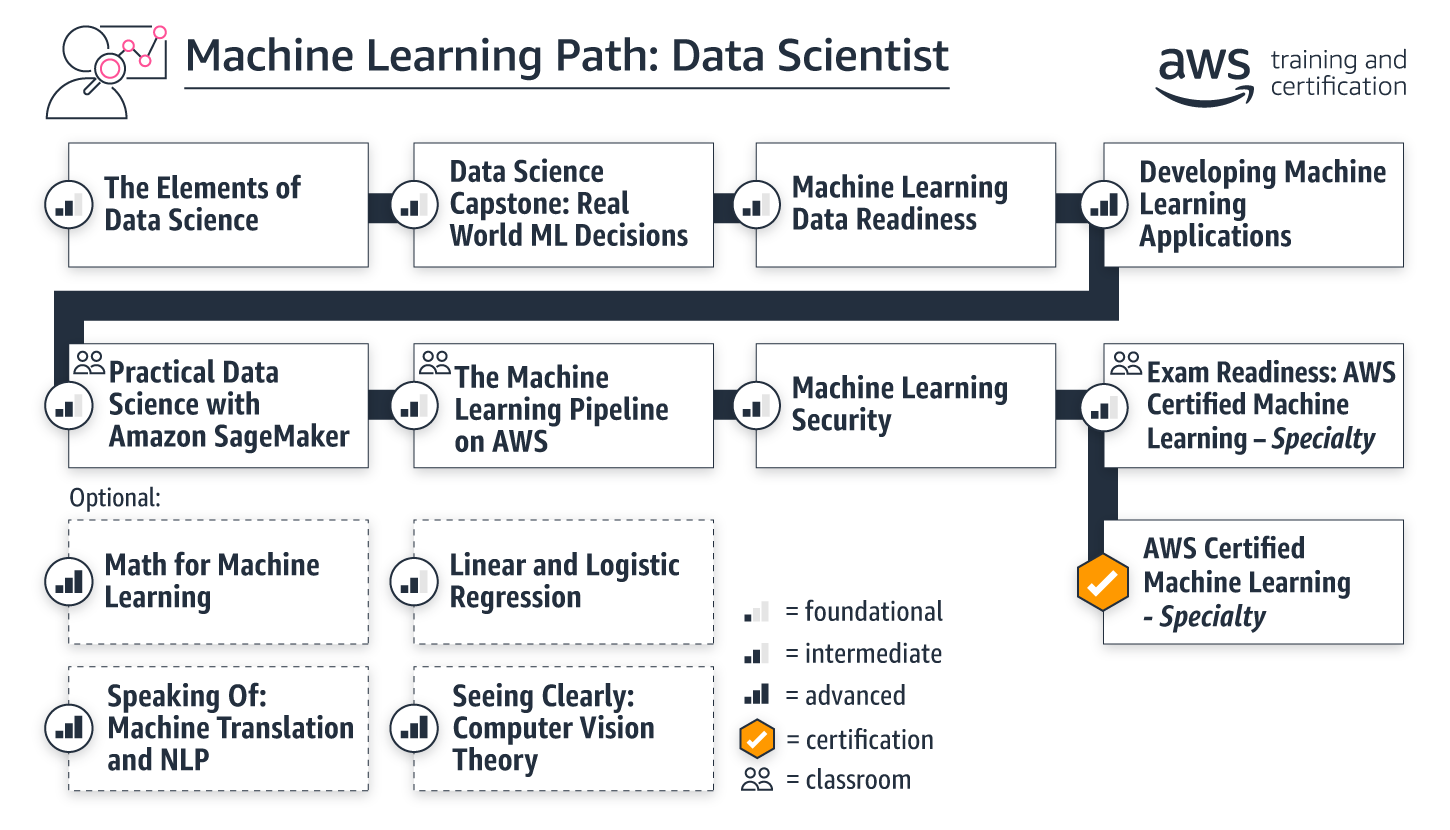 Machine Learning Path: Data Scientist
aws
training and
certification
The Elements of
Data Science
Data Science
Capstone: Real
World ML Decisions
Machine Learning
Data Readiness
Developing Machine
Learning
Applications
Practical Data
Science with
Amazon SageMaker
The Machine
Learning Pipeline
on AWS
Machine Learning
Security
Exam Readiness: AWS
Certified Machine
Learning – Specialty
Optional:
Math for Machine
Learning
Linear and Logistic
Regression
AWS Certified
Machine Learning
- Specialty
Speaking Of:
Machine Translation
and NLP
Seeing Clearly:
Computer Vision
Theory
= foundational
= intermediate
= advanced
= certification
= classroom